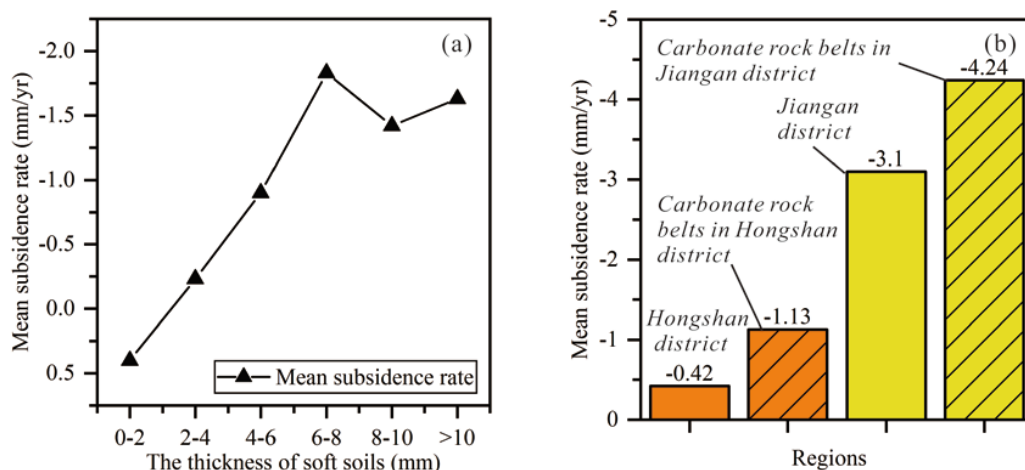 (a)
Mean subsidence rate (mm/yr)
-2.0
-1.5
-1.0
-0.5
0.0
0.5
Mean subsidence rate
0-2 2-4 4-6 6-8 8-10 >10
The thickness of soft soils (mm)
(b)
Mean subsidence rate (mm/yr)
-5
-4
-3
-2
-1
0
Carbonate rock belts in
Jiangan district
-4.24
Jiangan
district
-3.1
Carbonate rock
belts in Hongshan
district
-1.13
Hongshan
district
-0.42
Regions